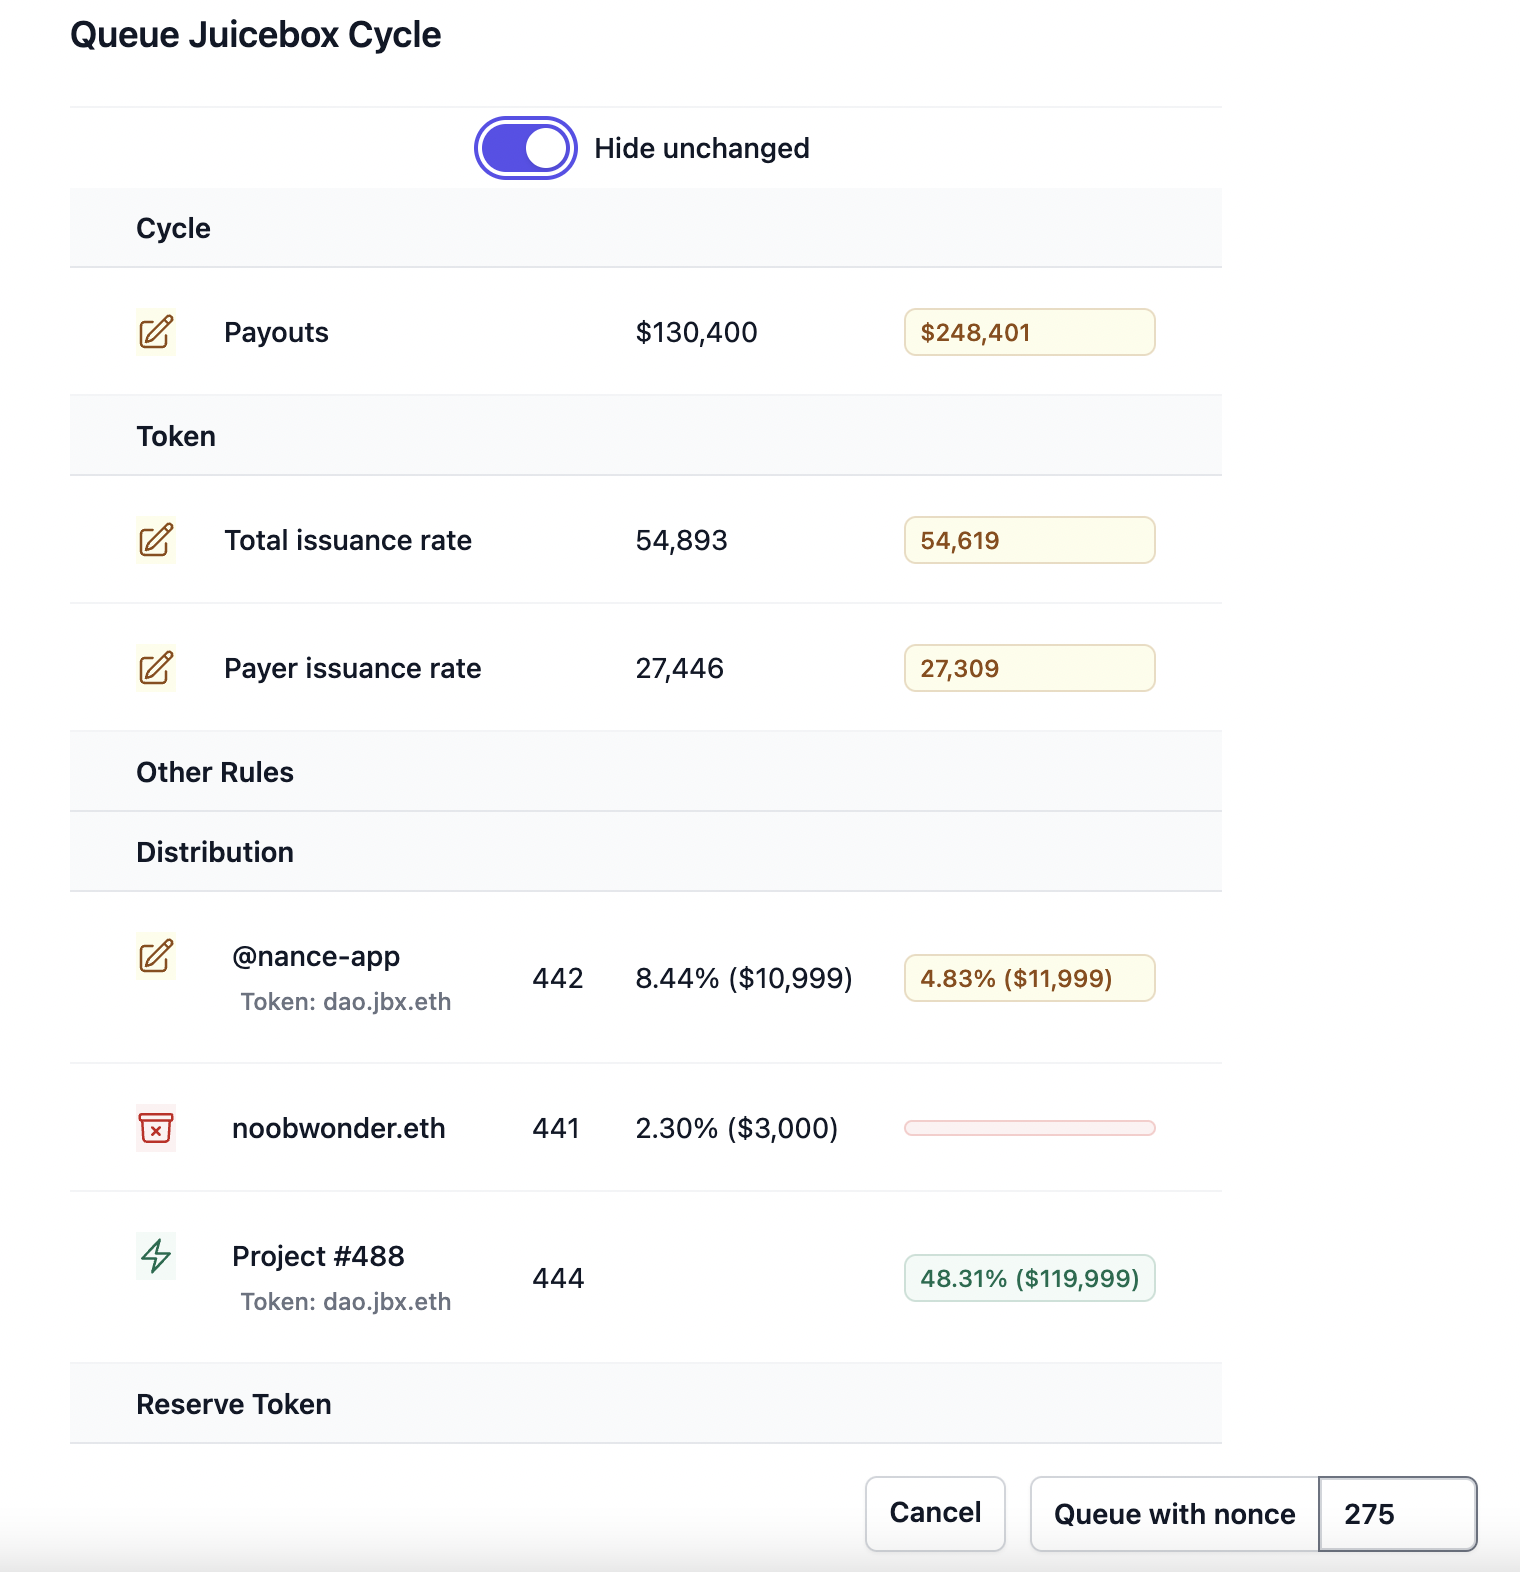 Queue Juicebox Cycle
Hide unchanged
Cycle
Payouts $130,400 $248,401
Token
Total issuance rate 54,893 54,619
Payer issuance rate 27,446 27,309
Other Rules
Distribution
@nance-app 442 8.44% ($10,999) 4.83% ($11,999)
Token: dao.jbx.eth
noobwonder.eth 441 2.30% ($3,000)
Project #488 444 48.31% ($119,999)
Token: dao.jbx.eth
Reserve Token
Cancel Queue with nonce 275